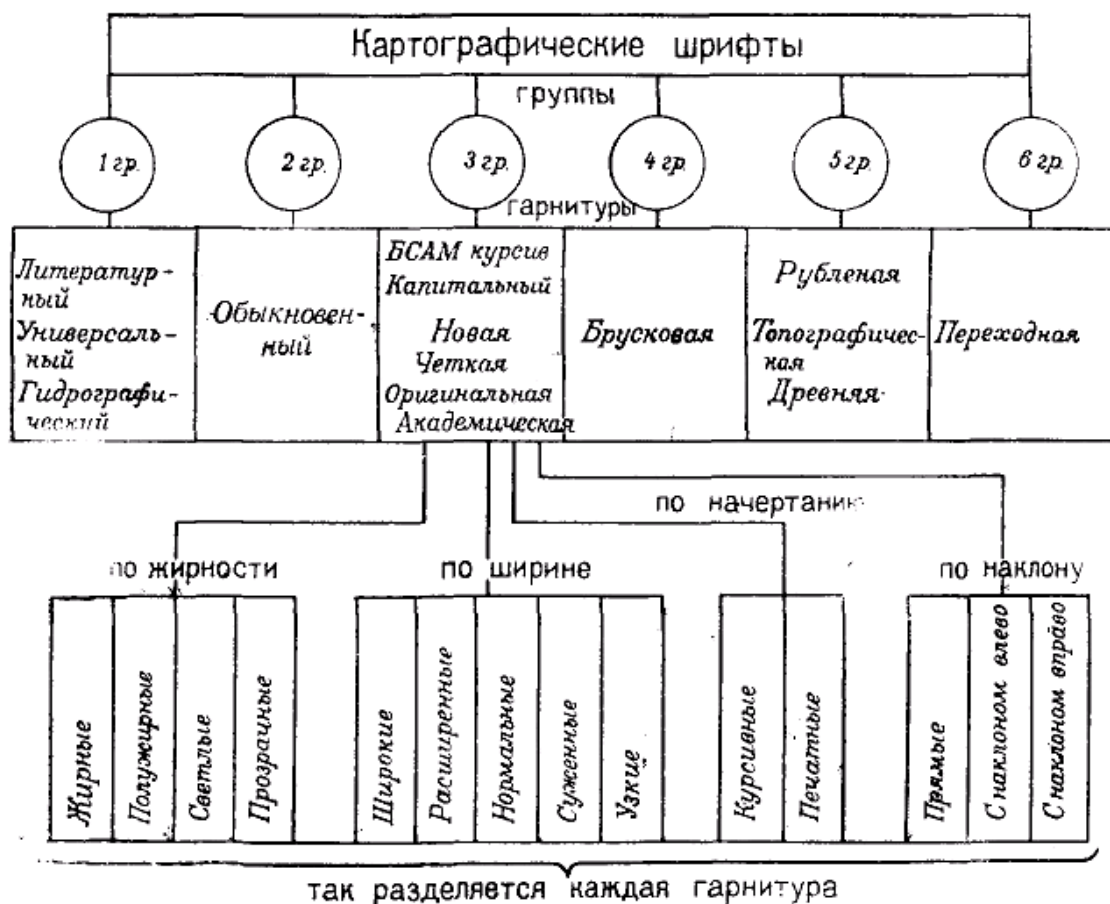 Картографические шрифты
группы
1 гр.
2 гр.
3 гр.
4 гр.
5 гр.
6 гр.
гарнитуры
Литератур-
ный
Универсаль-
ный
Гидрографи-
ческий
Обыкновен-
ный
БСАМ курсив
Капитальный
Новая
Четкая
Оригинальная
Академическая
Брусковая
Рубленая
Топографичес-
кая
Древняя
Переходная
по начертанию
по жирности
по ширине
по наклону
Жирные
Полужирные
Светлые
Прозрачные
Широкие
Расширенные
Нормальные
Суженные
Узкие
Курсивные
Печатные
Прямые
С наклоном влево
С наклоном вправо
так разделяется каждая гарнитура